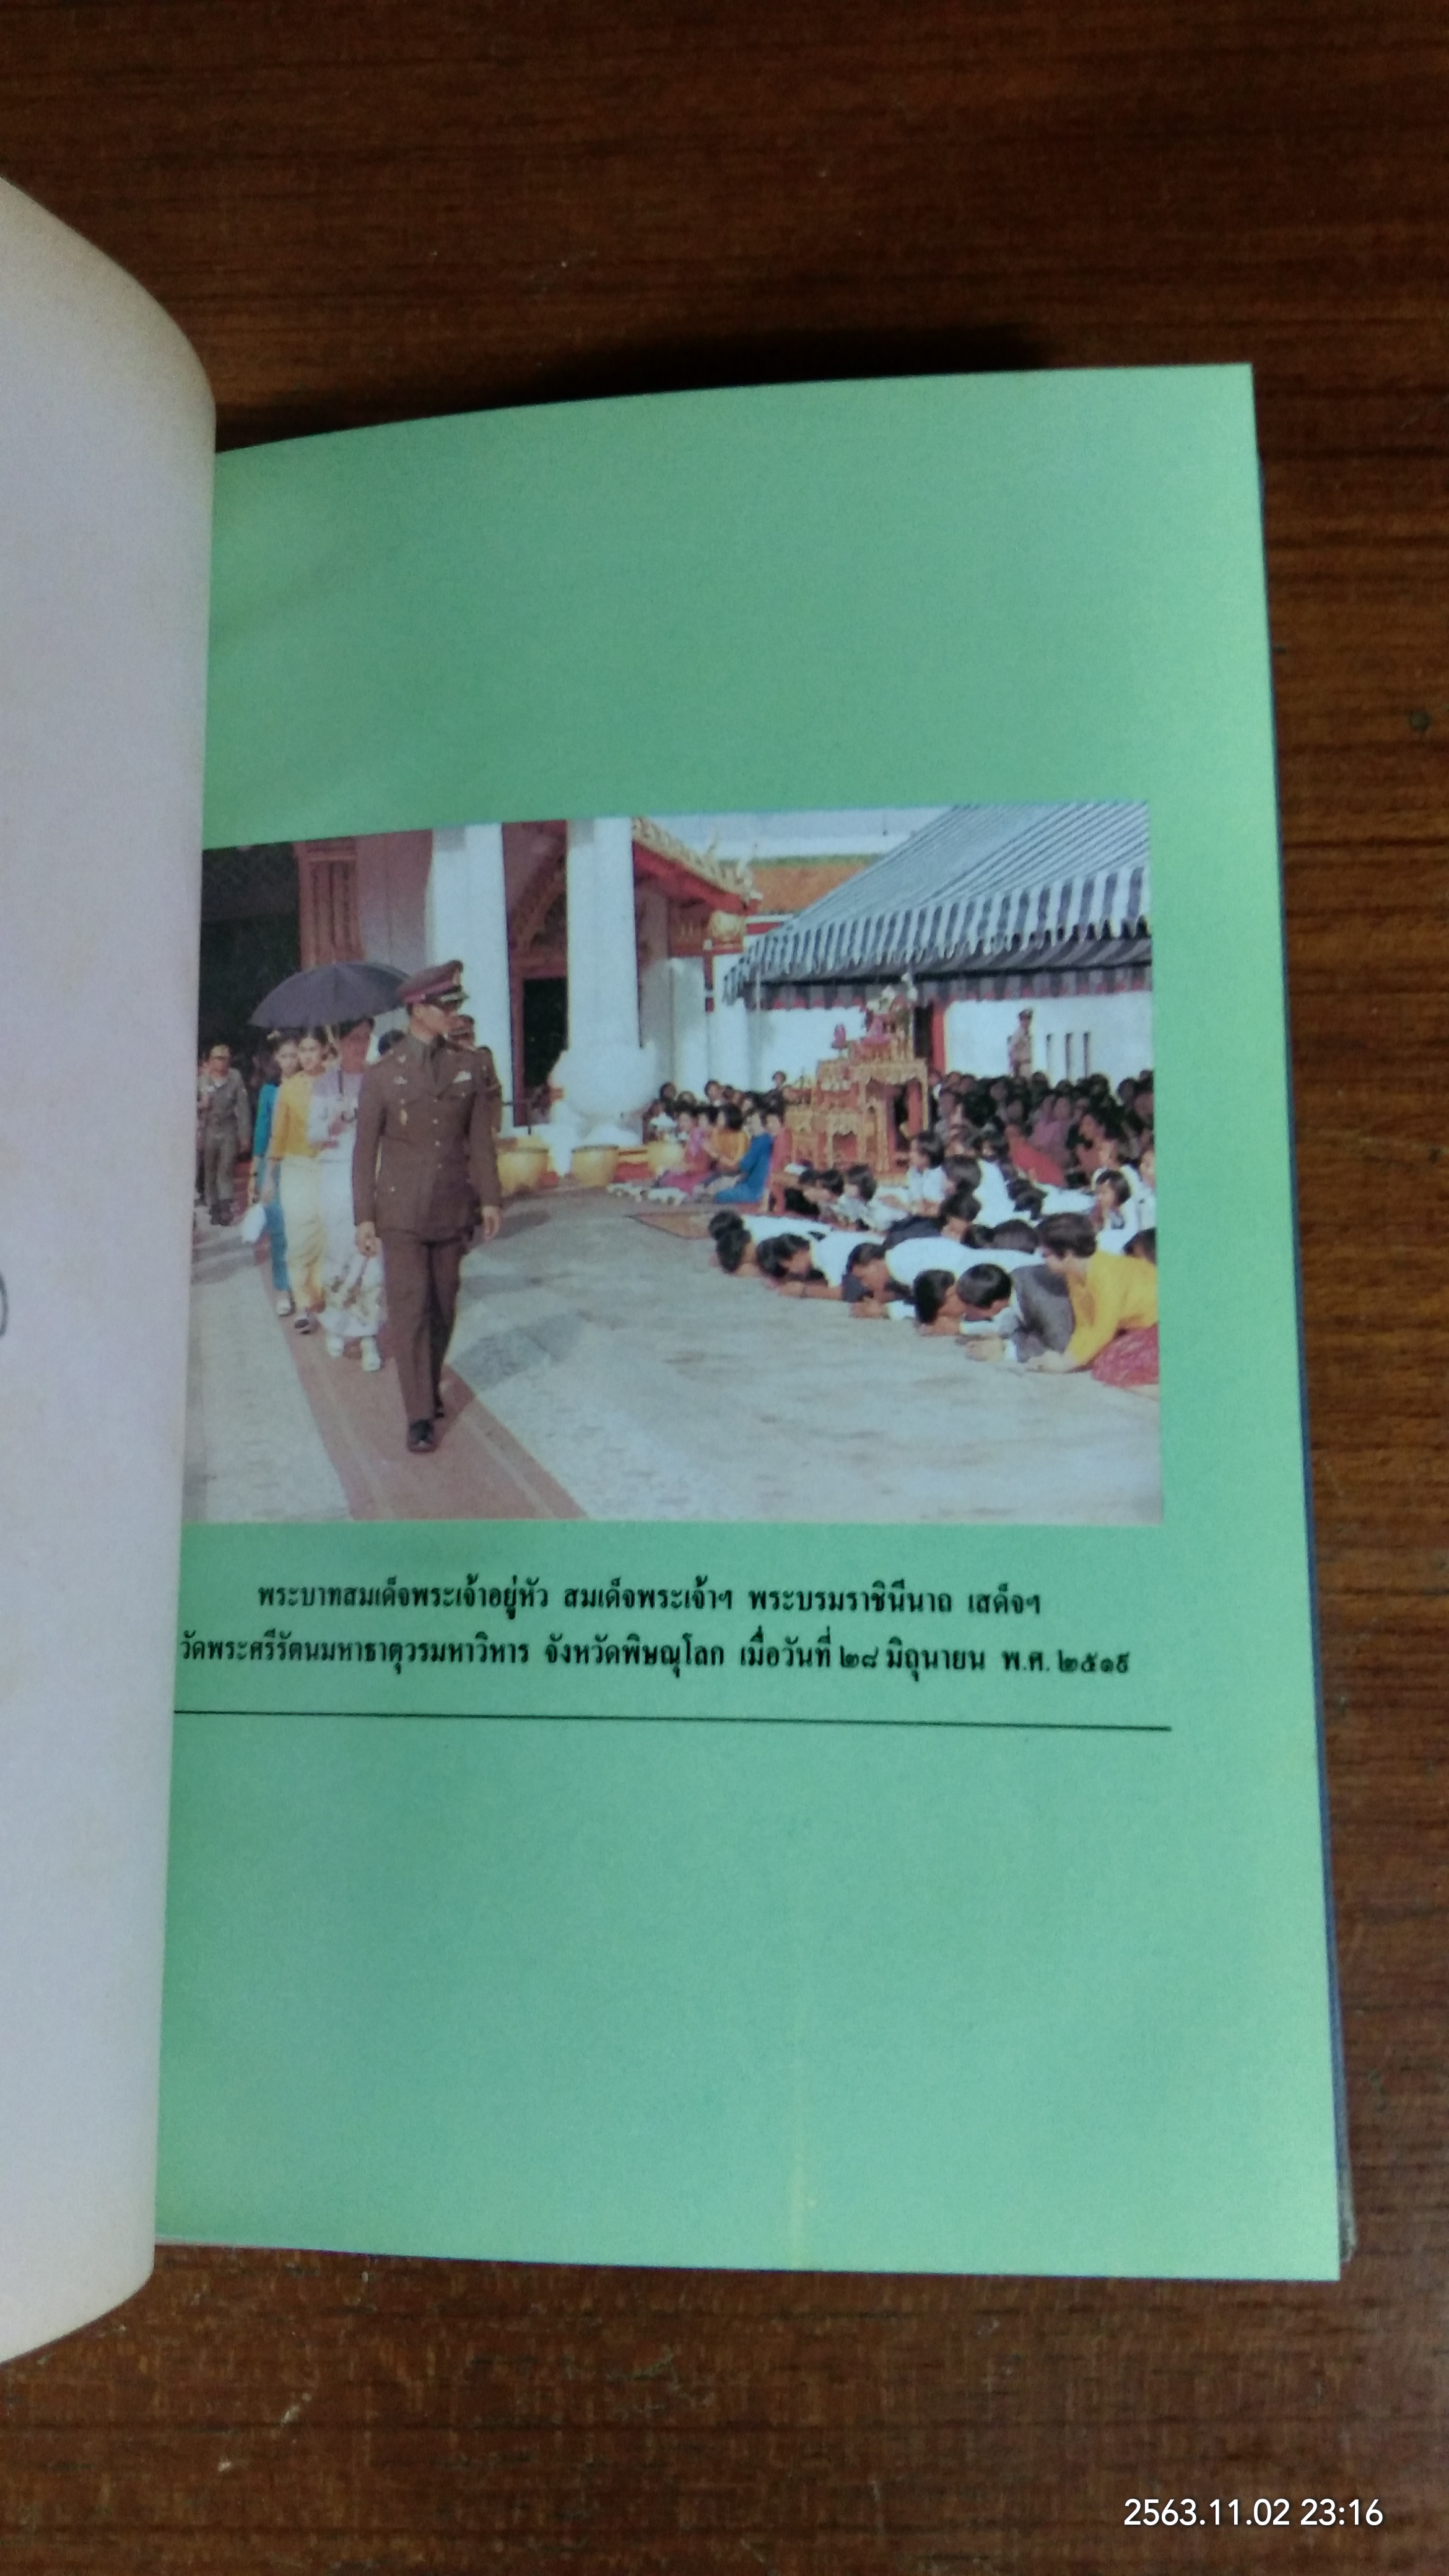 พระบาทสมเด็จพระเจ้าอยู่หัว สมเด็จพระเจ้าฯ พระบรมราชินีนาถ เสด็จฯ
วัดพระศรีรัตนมหาธาตุวรมหาวิหาร จังหวัดพิษณุโลก เมื่อวันที่ ๒๘ มิถุนายน พ.ศ. ๒๕๑๙
2563.11.02 23:16